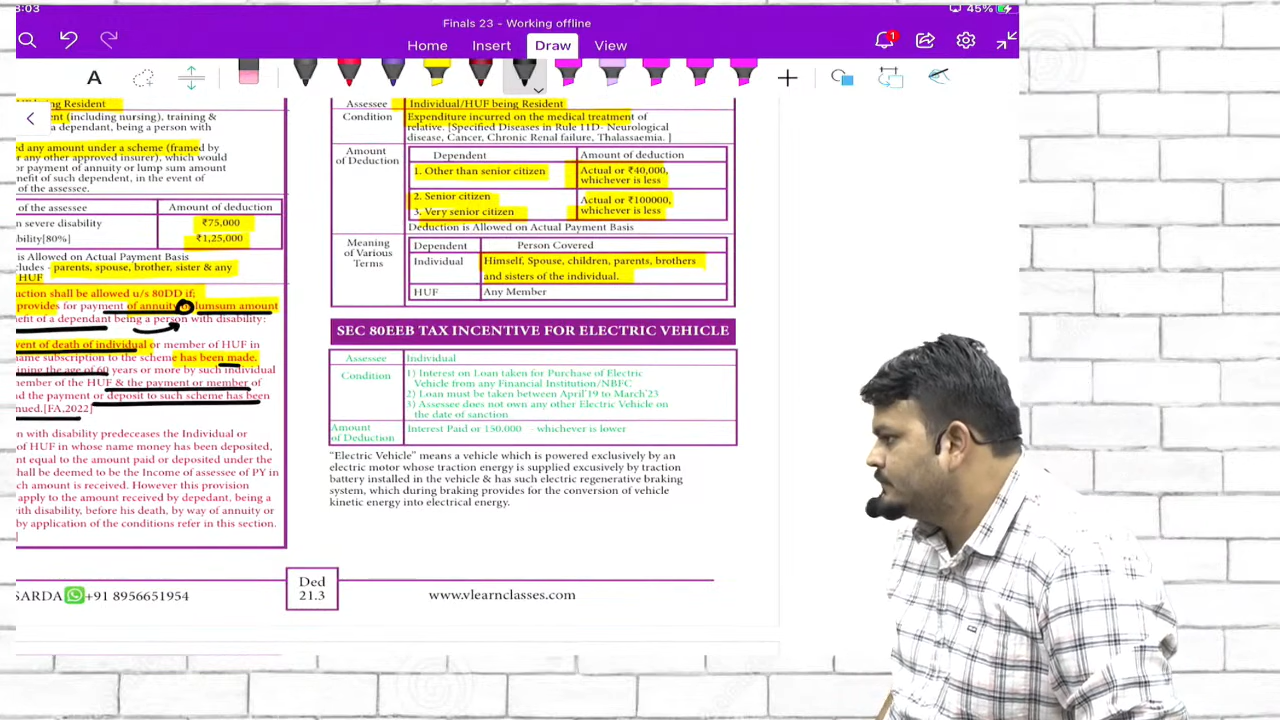 3:03
45%
Finals 23 - Working offline
Home Insert Draw View
1
A
being Resident
(including nursing), training &
a dependant, being a person with
any amount under a scheme (framed by
or any other approved insurer), which would
or payment of annuity or lump sum amount
of such dependent, in the event of
of the assessee.
of the assessee Amount of deduction
severe disability ₹75,000
[80%] ₹1,25,000
is Allowed on Actual Payment Basis
parents, spouse, brother, sister & any
HUF
shall be allowed u/s 80DD if;
provides for payment of annuity lumsum amount
of a dependant being a person with disability:
of death of individual or member of HUF in
name subscription to the scheme has been made.
the age of 60 years or more by such individual
member of the HUF & the payment or member of
the payment or deposit to such scheme has been
[FA,2022]
with disability predeceases the Individual or
of HUF in whose name money has been deposited,
equal to the amount paid or deposited under the
shall be deemed to be the Income of assessee of PY in
amount is received. However this provision
apply to the amount received by depedant, being a
with disability, before his death, by way of annuity or
by application of the conditions refer in this section.
]
Assessee Individual/HUF being Resident
Condition Expenditure incurred on the medical treatment of
relative. [Specified Diseases in Rule 11D- Neurological
disease, Cancer, Chronic Renal failure, Thalassaemia. ]
Amount
of Deduction
Dependent Amount of deduction
1. Other than senior citizen Actual or ₹40,000,
whichever is less
2. Senior citizen
3. Very senior citizen
Actual or ₹100000,
whichever is less
Deduction is Allowed on Actual Payment Basis
Meaning
of Various
Terms
Dependent Person Covered
Individual Himself, Spouse, children, parents, brothers
and sisters of the individual.
HUF Any Member
SEC 80EEB TAX INCENTIVE FOR ELECTRIC VEHICLE
Assessee Individual
Condition 1) Interest on Loan taken for Purchase of Electric
Vehicle from any Financial Institution/NBFC
2) Loan must be taken between April'19 to March'23
3) Assessee does not own any other Electric Vehicle on
the date of sanction
Amount
of Deduction
Interest Paid or 150,000 - whichever is lower
"Electric Vehicle" means a vehicle which is powered exclusively by an
electric motor whose traction energy is supplied excusively by traction
battery installed in the vehicle & has such electric regenerative braking
system, which during braking provides for the conversion of vehicle
kinetic energy into electrical energy.
SARDA +91 8956651954
Ded
21.3
www.vlearnclasses.com